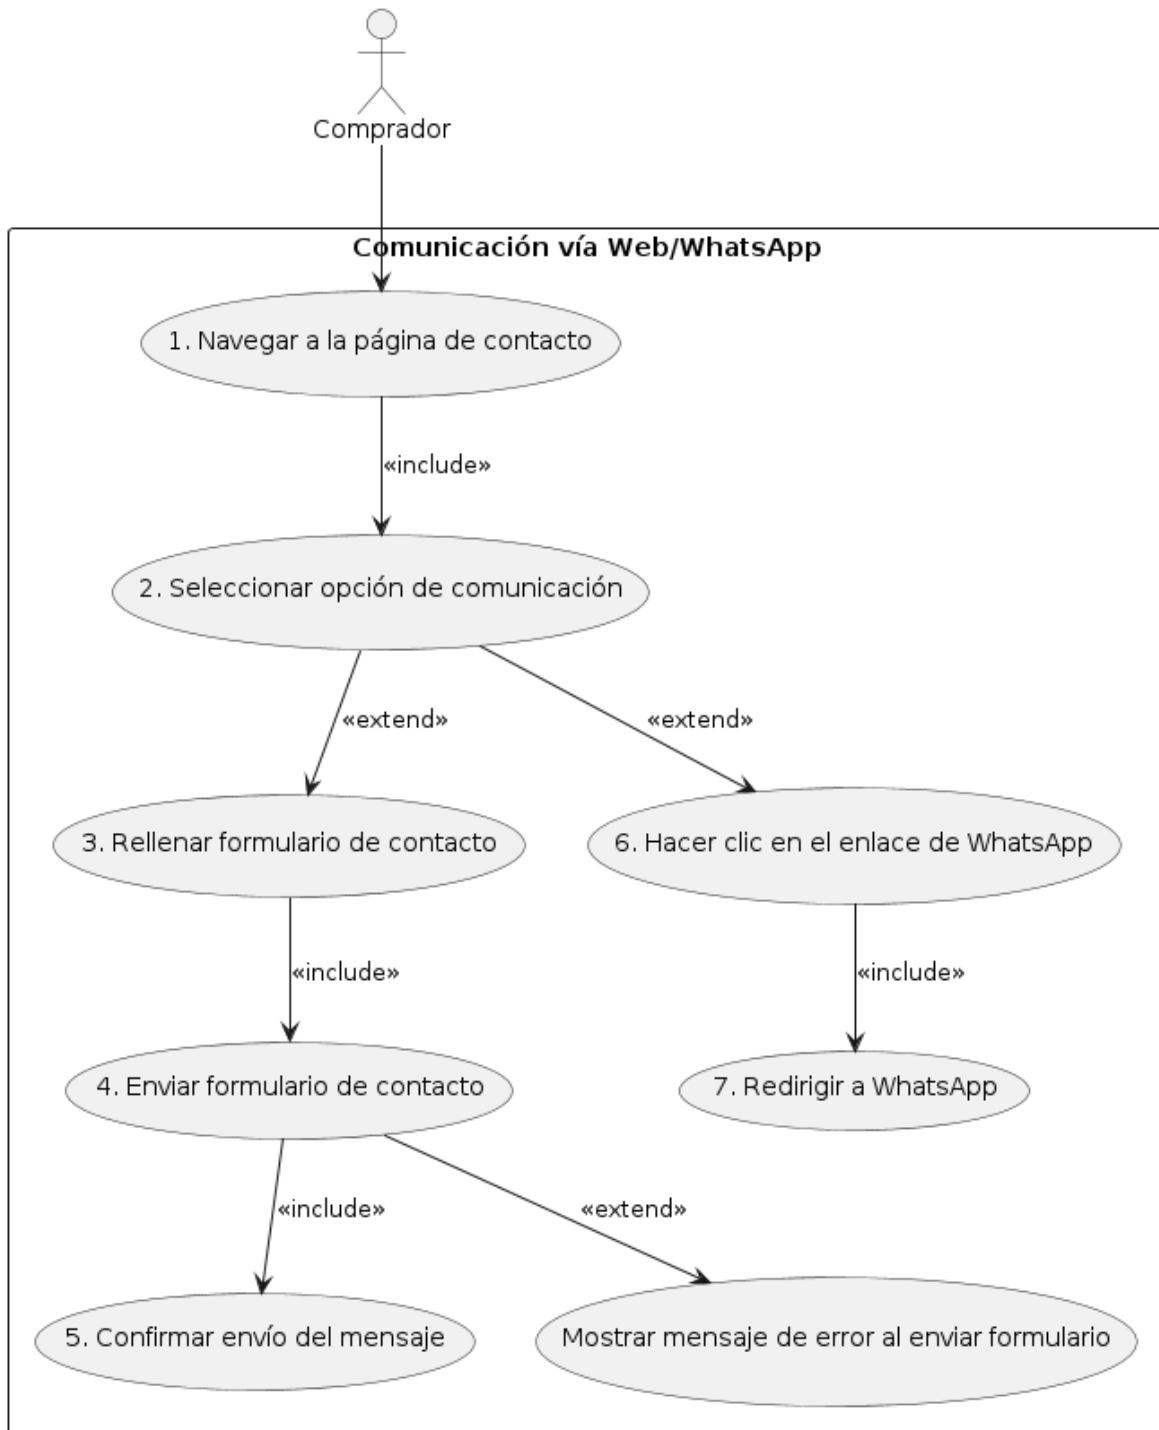 Comprador
Comunicación vía Web/WhatsApp
1. Navegar a la página de contacto
«include»
2. Seleccionar opción de comunicación
«extend»
«extend»
3. Rellenar formulario de contacto
6. Hacer clic en el enlace de WhatsApp
«include»
«include»
4. Enviar formulario de contacto
7. Redirigir a WhatsApp
«include»
«extend»
5. Confirmar envío del mensaje
Mostrar mensaje de error al enviar formulario